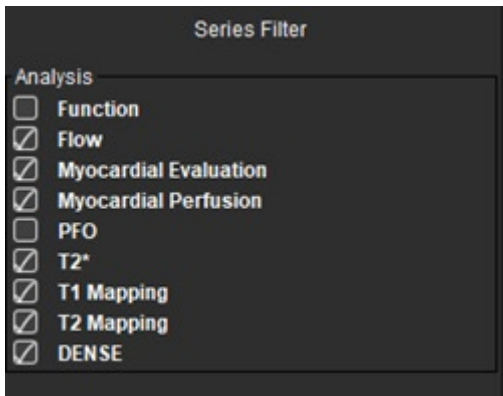 Series Filter
Analysis
Function
Flow
Myocardial Evaluation
Myocardial Perfusion
PFO
T2*
T1 Mapping
T2 Mapping
DENSE